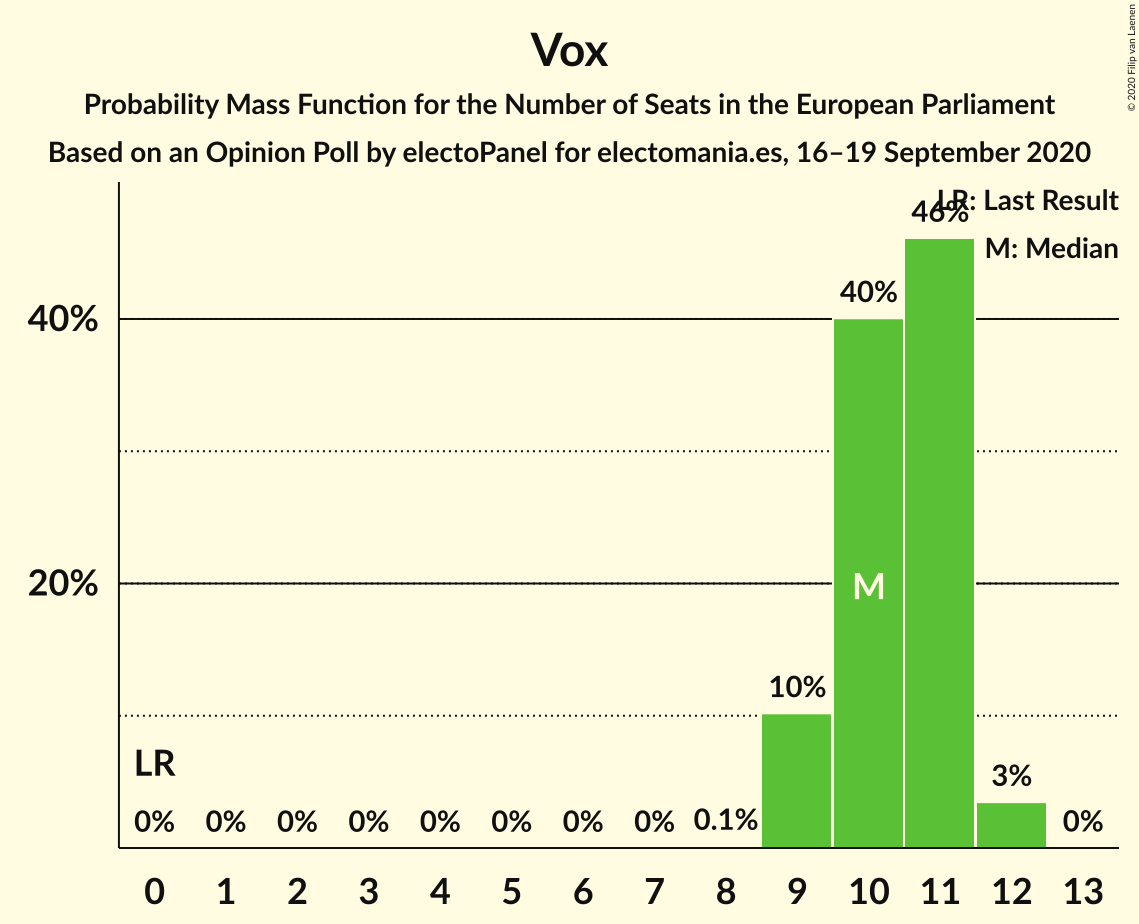 © 2020 Filip van Laenen
Vox
Probability Mass Function for the Number of Seats in the European Parliament
Based on an Opinion Poll by electoPanel for electomania.es, 16–19 September 2020
LR: Last Result
M: Median
46%
40%
40%
20%
M
10%
LR
3%
0% 0% 0% 0% 0% 0% 0% 0% 0.1% 0%
0 1 2 3 4 5 6 7 8 9 10 11 12 13